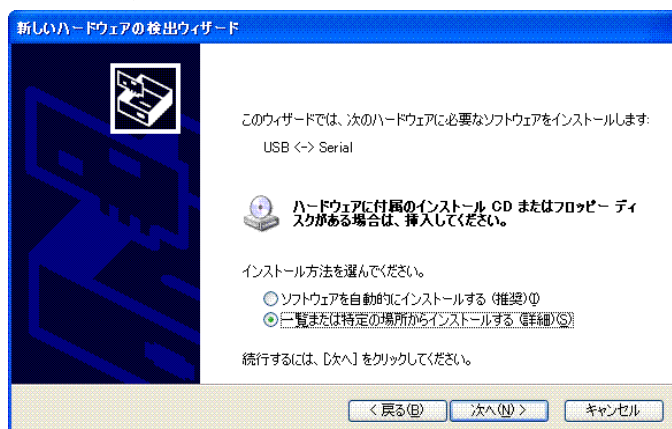 新しいハードウェアの検出ウィザード
このウィザードでは、次のハードウェアに必要なソフトウェアをインストールします:
USB <-> Serial
ハードウェアに付属のインストール CD またはフロッピー ディ
スクがある場合は、挿入してください。
インストール方法を選んでください。
ソフトウェアを自動的にインストールする (推奨)(I)
一覧または特定の場所からインストールする (詳細)(S)
続行するには、[次へ] をクリックしてください。
< 戻る(B) 次へ(N) > キャンセル